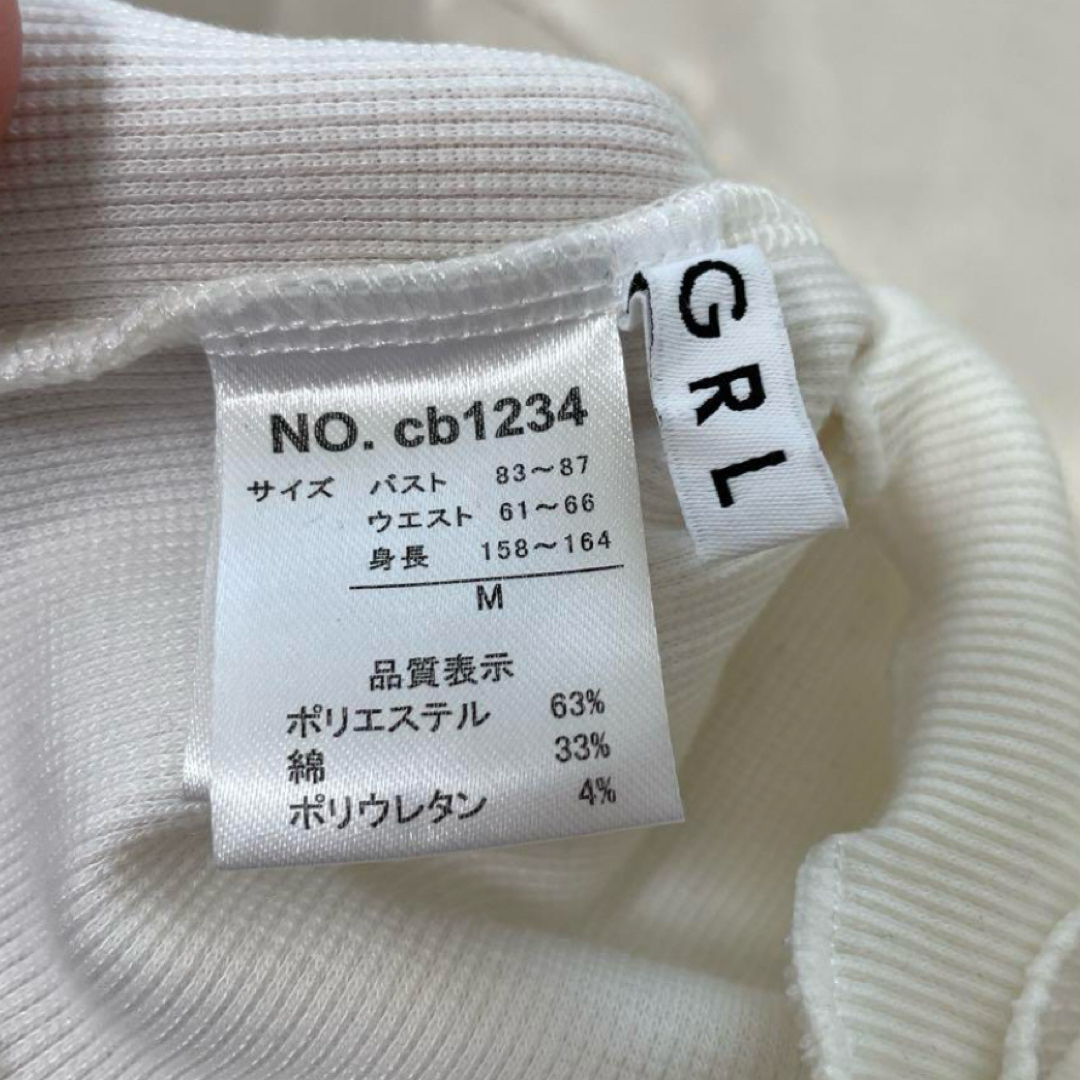 NO. cb1234
サイズ バスト 83～87
ウエスト 61～66
身長 158～164
M
品質表示
ポリエステル 63%
綿 33%
ポリウレタン 4%
GRL